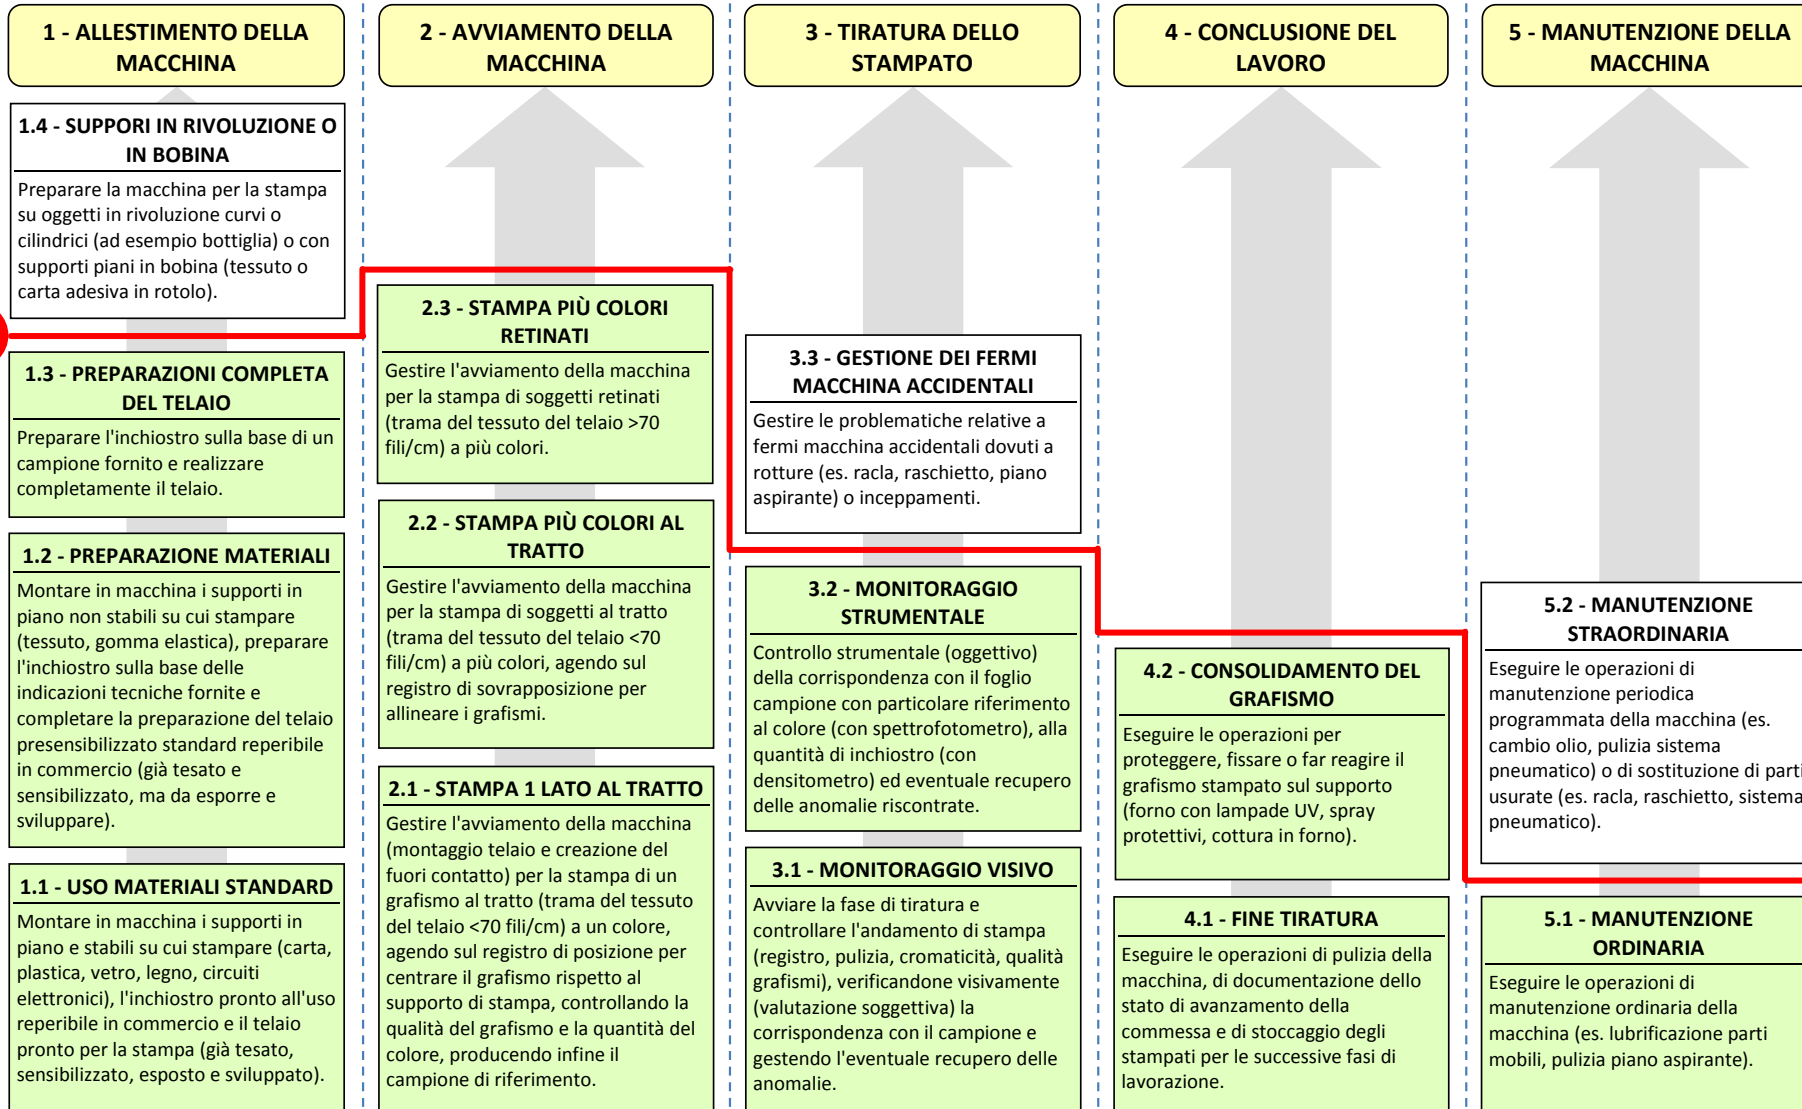 1 - ALLESTIMENTO DELLA
MACCHINA
1.4 - SUPPORI IN RIVOLUZIONE O
IN BOBINA
Preparare la macchina per la stampa
su oggetti in rivoluzione curvi o
cilindrici (ad esempio bottiglia) o con
supporti piani in bobina (tessuto o
carta adesiva in rotolo).
1.3 - PREPARAZIONI COMPLETA
DEL TELAIO
Preparare l'inchiostro sulla base di un
campione fornito e realizzare
completamente il telaio.
1.2 - PREPARAZIONE MATERIALI
Montare in macchina i supporti in
piano non stabili su cui stampare
(tessuto, gomma elastica), preparare
l'inchiostro sulla base delle
indicazioni tecniche fornite e
completare la preparazione del telaio
presensibilizzato standard reperibile
in commercio (già tesato e
sensibilizzato, ma da esporre e
sviluppare).
1.1 - USO MATERIALI STANDARD
Montare in macchina i supporti in
piano e stabili su cui stampare (carta,
plastica, vetro, legno, circuiti
elettronici), l'inchiostro pronto all'uso
reperibile in commercio e il telaio
pronto per la stampa (già tesato,
sensibilizzato, esposto e sviluppato).
2 - AVVIAMENTO DELLA
MACCHINA
2.3 - STAMPA PIÙ COLORI
RETINATI
Gestire l'avviamento della macchina
per la stampa di soggetti retinati
(trama del tessuto del telaio >70
fili/cm) a più colori.
2.2 - STAMPA PIÙ COLORI AL
TRATTO
Gestire l'avviamento della macchina
per la stampa di soggetti al tratto
(trama del tessuto del telaio <70
fili/cm) a più colori, agendo sul
registro di sovrapposizione per
allineare i grafismi.
2.1 - STAMPA 1 LATO AL TRATTO
Gestire l'avviamento della macchina
(montaggio telaio e creazione del
fuori contatto) per la stampa di un
grafismo al tratto (trama del tessuto
del telaio <70 fili/cm) a un colore,
agendo sul registro di posizione per
centrare il grafismo rispetto al
supporto di stampa, controllando la
qualità del grafismo e la quantità del
colore, producendo infine il
campione di riferimento.
3 - TIRATURA DELLO
STAMPATO
3.3 - GESTIONE DEI FERMI
MACCHINA ACCIDENTALI
Gestire le problematiche relative a
fermi macchina accidentali dovuti a
rotture (es. racla, raschietto, piano
aspirante) o inceppamenti.
3.2 - MONITORAGGIO
STRUMENTALE
Controllo strumentale (oggettivo)
della corrispondenza con il foglio
campione con particolare riferimento
al colore (con spettrofotometro), alla
quantità di inchiostro (con
densitometro) ed eventuale recupero
delle anomalie riscontrate.
3.1 - MONITORAGGIO VISIVO
Avviare la fase di tiratura e
controllare l'andamento di stampa
(registro, pulizia, cromaticità, qualità
grafismi), verificandone visivamente
(valutazione soggettiva) la
corrispondenza con il campione e
gestendo l'eventuale recupero delle
anomalie.
4 - CONCLUSIONE DEL
LAVORO
4.2 - CONSOLIDAMENTO DEL
GRAFISMO
Eseguire le operazioni per
proteggere, fissare o far reagire il
grafismo stampato sul supporto
(forno con lampade UV, spray
protettivi, cottura in forno).
4.1 - FINE TIRATURA
Eseguire le operazioni di pulizia della
macchina, di documentazione dello
stato di avanzamento della
commessa e di stoccaggio degli
stampati per le successive fasi di
lavorazione.
5 - MANUTENZIONE DELLA
MACCHINA
5.2 - MANUTENZIONE
STRAORDINARIA
Eseguire le operazioni di
manutenzione periodica
programmata della macchina (es.
cambio olio, pulizia sistema
pneumatico) o di sostituzione di parti
usurate (es. racla, raschietto, sistema
pneumatico).
5.1 - MANUTENZIONE
ORDINARIA
Eseguire le operazioni di
manutenzione ordinaria della
macchina (es. lubrificazione parti
mobili, pulizia piano aspirante).